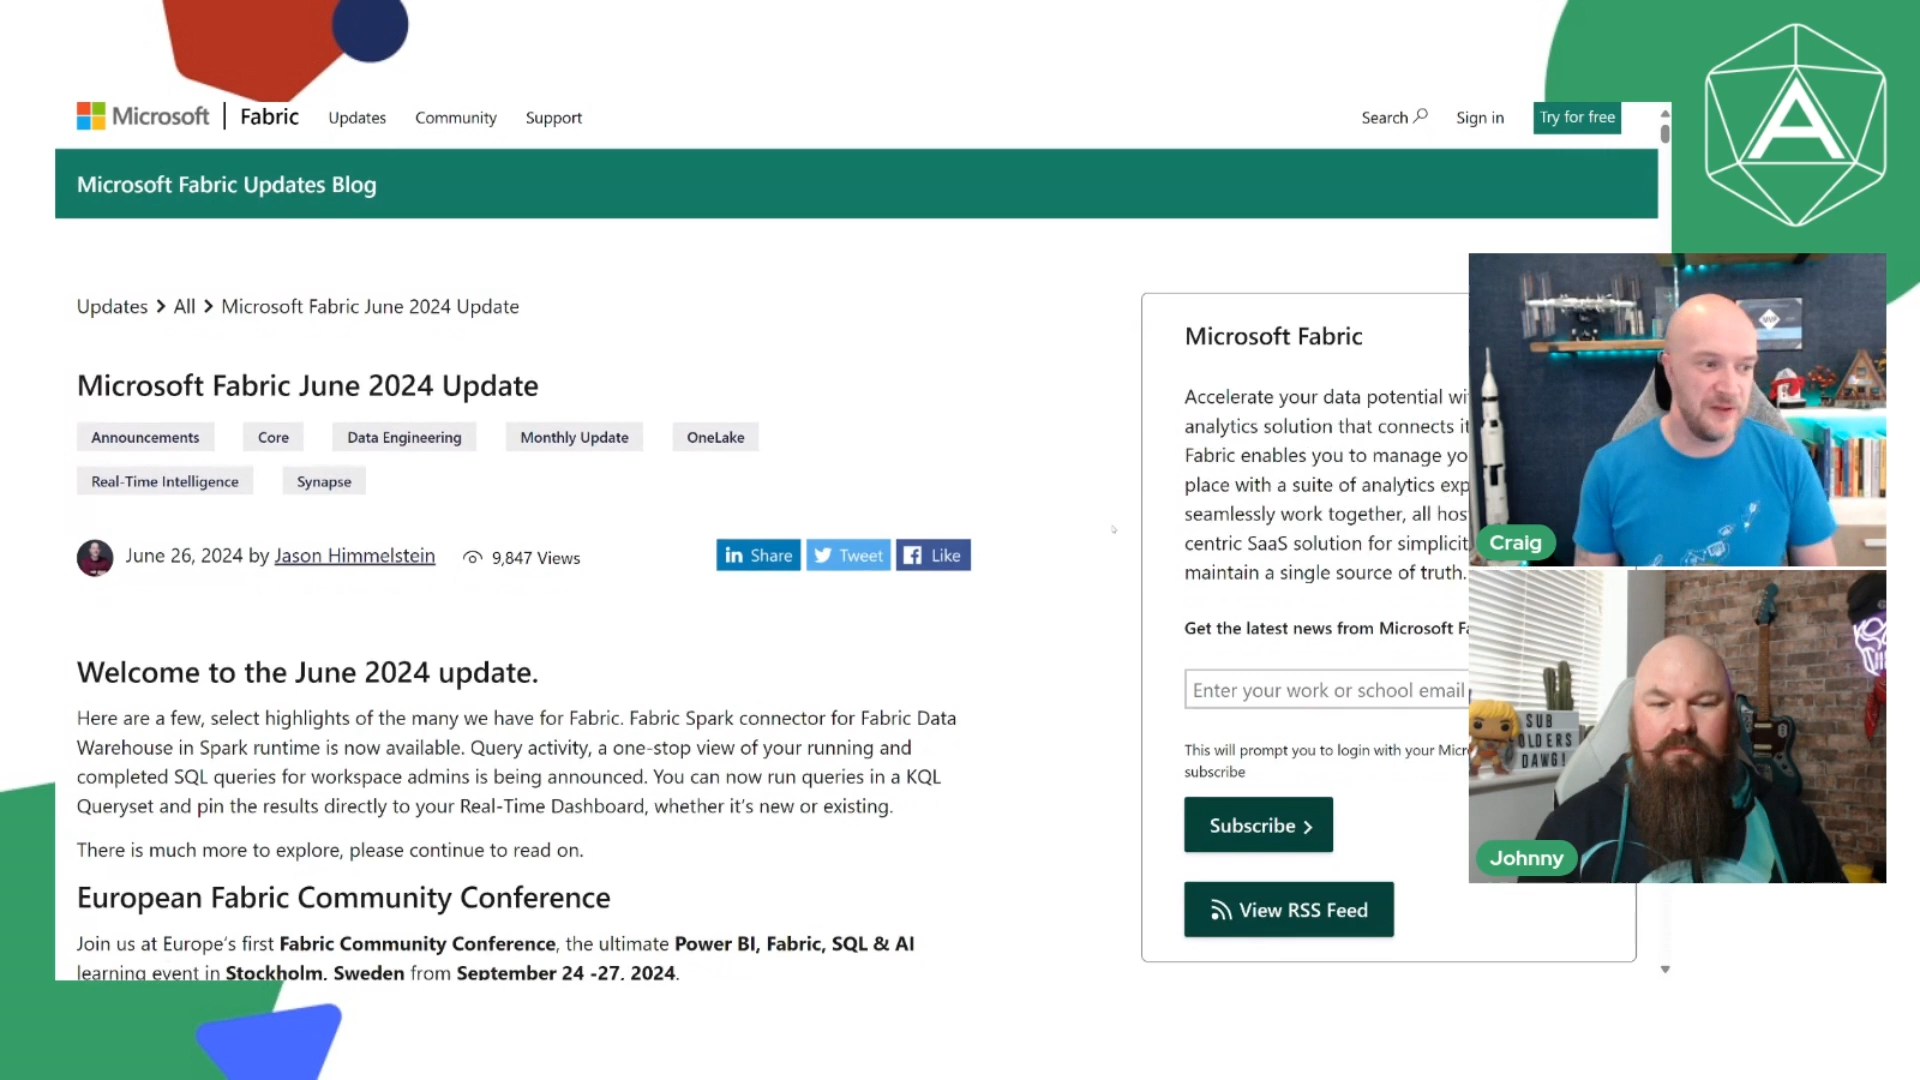 Microsoft | Fabric Updates Community Support Search Sign in Try for free
Microsoft Fabric Updates Blog
Updates > All > Microsoft Fabric June 2024 Update
Microsoft Fabric June 2024 Update
Announcements Core Data Engineering Monthly Update OneLake
Real-Time Intelligence Synapse
June 26, 2024 by Jason Himmelstein 9,847 Views
in Share Tweet Like
Welcome to the June 2024 update.
Here are a few, select highlights of the many we have for Fabric. Fabric Spark connector for Fabric Data
Warehouse in Spark runtime is now available. Query activity, a one-stop view of your running and
completed SQL queries for workspace admins is being announced. You can now run queries in a KQL
Queryset and pin the results directly to your Real-Time Dashboard, whether it's new or existing.
There is much more to explore, please continue to read on.
European Fabric Community Conference
Join us at Europe's first Fabric Community Conference, the ultimate Power BI, Fabric, SQL & AI
learning event in Stockholm, Sweden from September 24 -27, 2024.
Microsoft Fabric
Accelerate your data potential wi
analytics solution that connects it
Fabric enables you to manage yo
place with a suite of analytics exp
seamlessly work together, all hos
centric SaaS solution for simplicit
maintain a single source of truth.
Get the latest news from Microsoft Fa
Enter your work or school email
This will prompt you to login with your Micr
subscribe
Subscribe >
View RSS Feed
A
MVP
Craig
SUB
OLDERS
DAWG!
Johnny